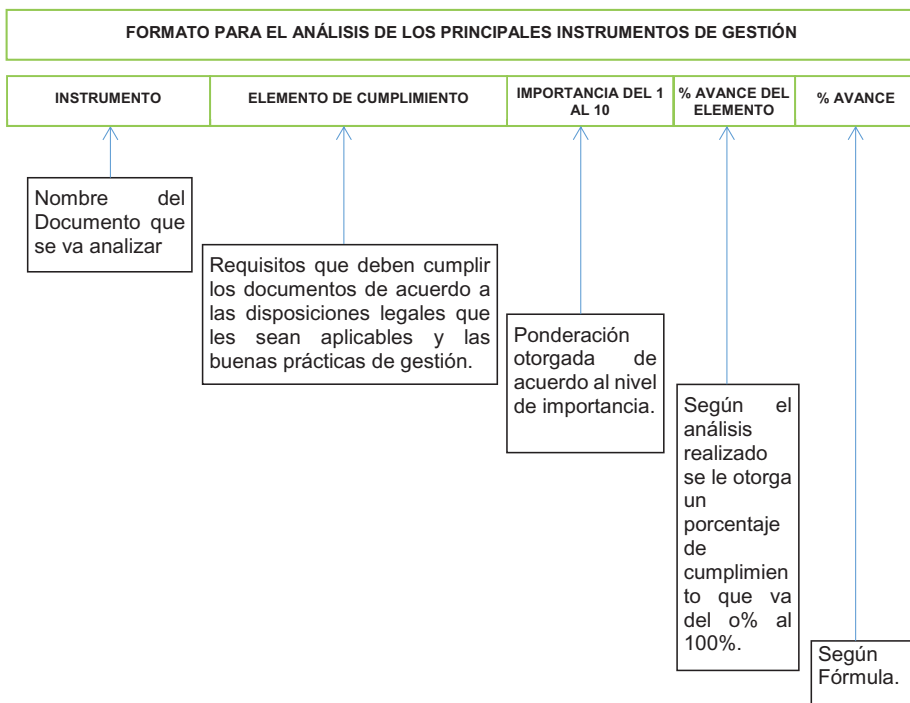 FORMATO PARA EL ANÁLISIS DE LOS PRINCIPALES INSTRUMENTOS DE GESTIÓN
INSTRUMENTO
ELEMENTO DE CUMPLIMIENTO
IMPORTANCIA DEL 1
AL 10
% AVANCE DEL
ELEMENTO
% AVANCE
Nombre del
Documento que
se va analizar
Requisitos que deben cumplir
los documentos de acuerdo a
las disposiciones legales que
les sean aplicables y las
buenas prácticas de gestión.
Ponderación
otorgada de
acuerdo al nivel
de importancia.
Según el
análisis
realizado
se le otorga
un
porcentaje
de
cumplimien
to que va
del o% al
100%.
Según
Fórmula.